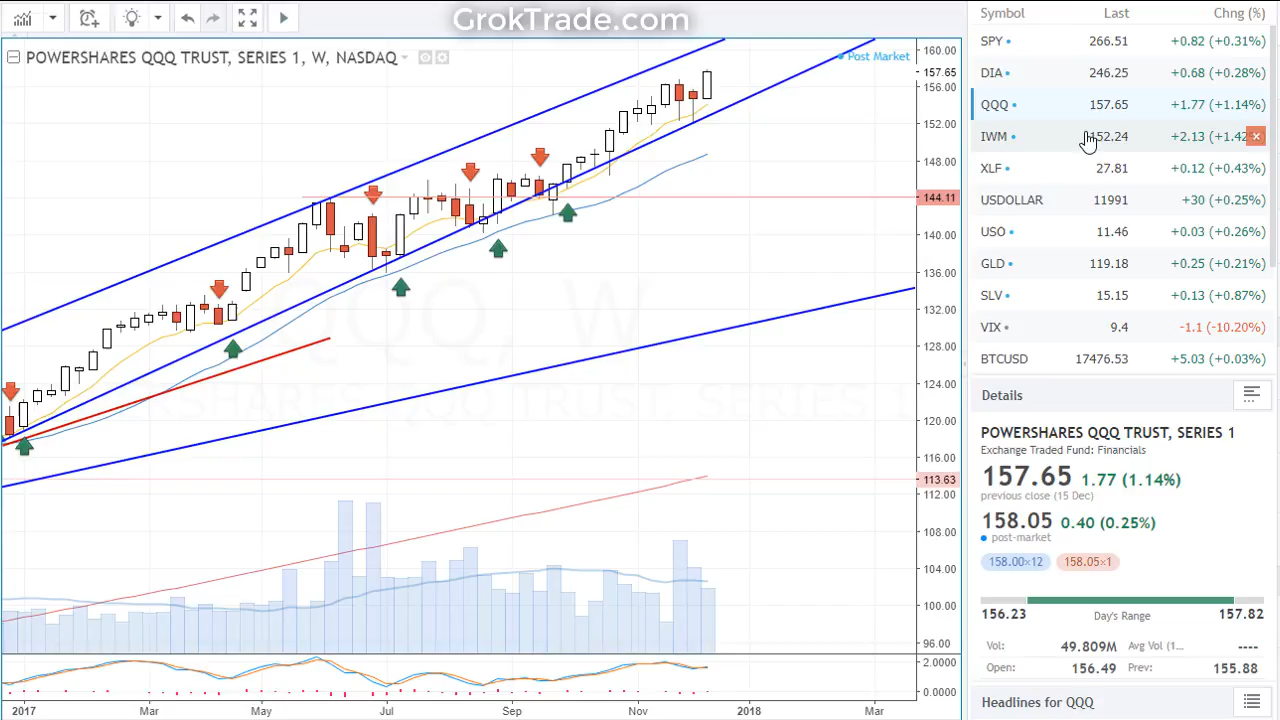 GrokTrade.com
POWERSHARES QQQ TRUST, SERIES 1, W, NASDAQ
Post Market
160.00
157.65
156.00
152.00
148.00
144.11
140.00
136.00
132.00
128.00
124.00
120.00
116.00
113.63
112.00
108.00
104.00
100.00
96.00
2.0000
0.0000
2017 Mar May Jul Sep Nov 2018 Mar
QQQ, W
Symbol Last Chng (%)
SPY 266.51 +0.82 (+0.31%)
DIA 246.25 +0.68 (+0.28%)
QQQ 157.65 +1.77 (+1.14%)
IWM 152.24 +2.13 (+1.42
XLF 27.81 +0.12 (+0.43%)
USDOLLAR 11991 +30 (+0.25%)
USO 11.46 +0.03 (+0.26%)
GLD 119.18 +0.25 (+0.21%)
SLV 15.15 +0.13 (+0.87%)
VIX 9.4 -1.1 (-10.20%)
BTCUSD 17476.53 +5.03 (+0.03%)
Details
POWERSHARES QQQ TRUST, SERIES 1
Exchange Traded Fund: Financials
157.65 1.77 (1.14%)
previous close (15 Dec)
158.05 0.40 (0.25%)
post-market
158.00×12 158.05×1
156.23 Day's Range 157.82
Vol: 49.809M Avg Vol (1... ----
Open: 156.49 Prev: 155.88
Headlines for QQQ